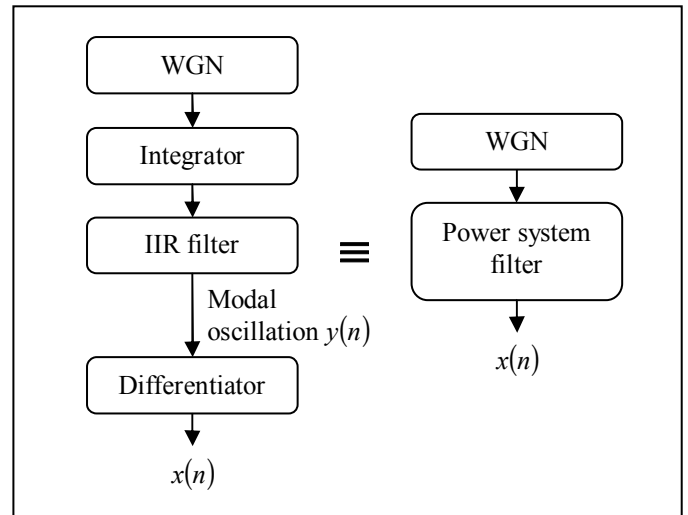 WGN
Integrator
IIR filter
Modal
oscillation y(n)
Differentiator
x(n)
≡
WGN
Power system
filter
x(n)